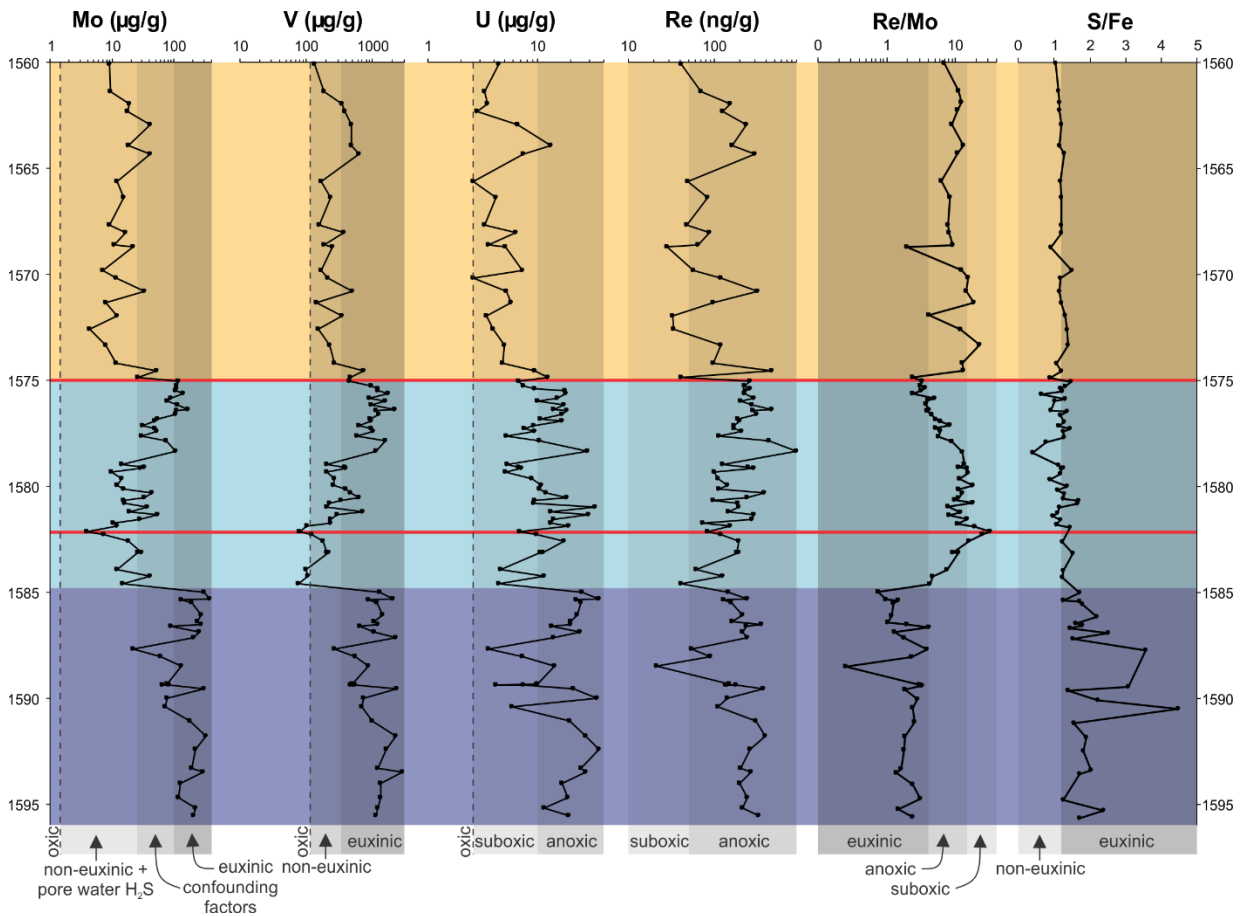 Mo (µg/g) V (µg/g) U (µg/g) Re (ng/g) Re/Mo S/Fe
1 10 100 10 100 1000 1 10 10 100 0 1 10 0 1 2 3 4 5
1560 1560
1565 1565
1570 1570
1575 1575
1580 1580
1585 1585
1590 1590
1595 1595
oxic oxic euxinic suboxic anoxic suboxic anoxic euxinic euxinic
non-euxinic + euxinic non-euxinic anoxic non-euxinic
pore water H₂S confounding suboxic
factors